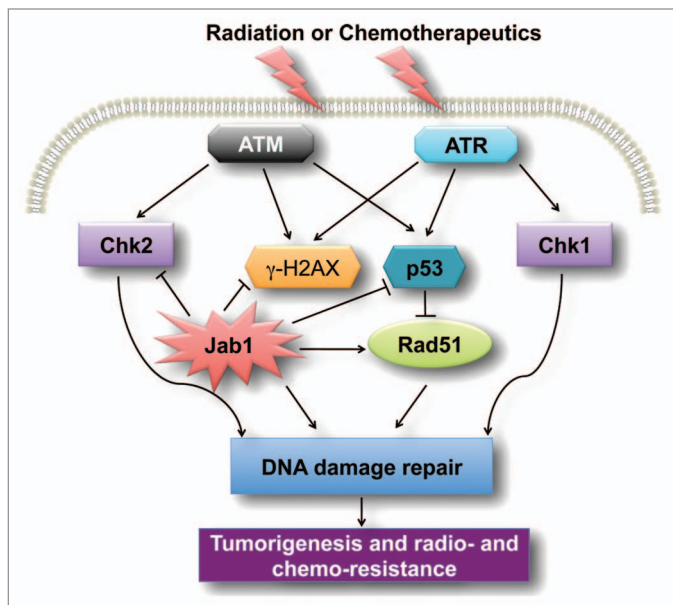 Radiation or Chemotherapeutics
ATM
ATR
Chk2
γ-H2AX
p53
Chk1
Jab1
Rad51
DNA damage repair
Tumorigenesis and radio- and
chemo-resistance